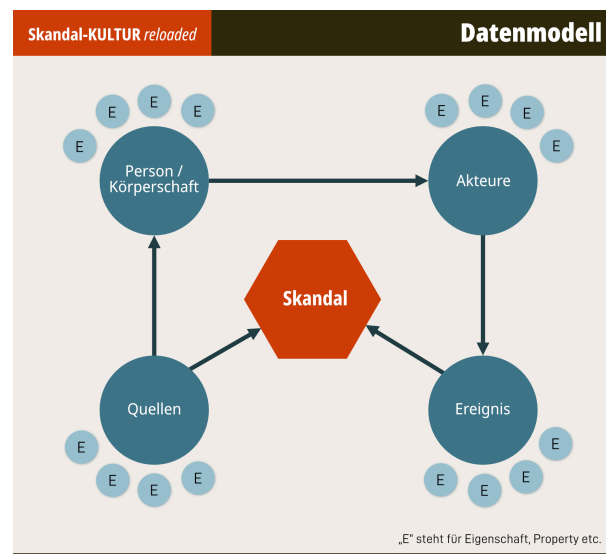 Skandal-KULTUR reloaded
Datenmodell
E
E
E
E
E
E
E
E
Person /
Körperschaft
Akteure
Skandal
Quellen
Ereignis
E
E
E
E
E
E
E
E
„E“ steht für Eigenschaft, Property etc.